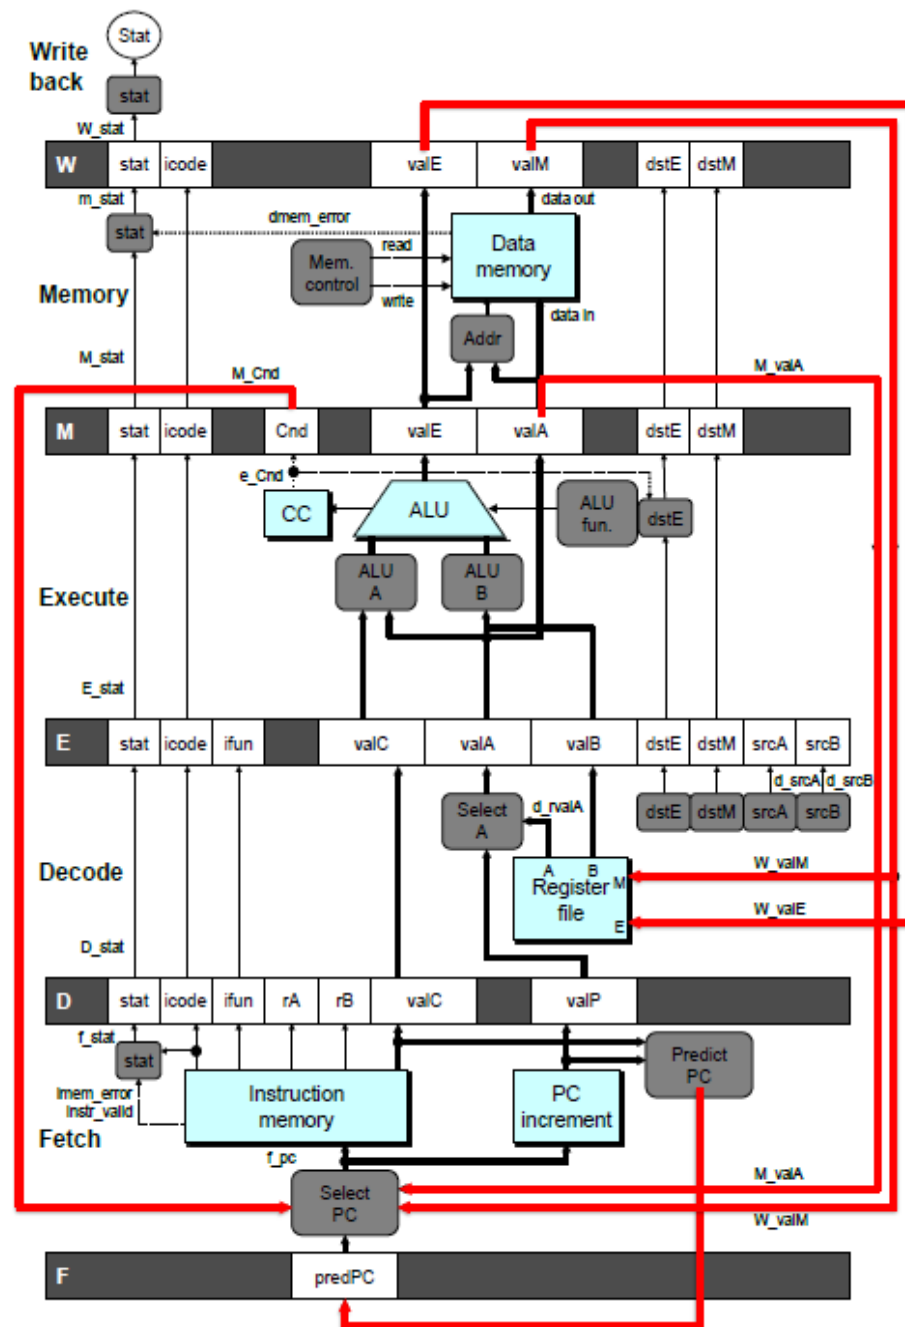 Stat
Write
back
stat
W_stat
W stat icode valE valM dstE dstM
m_stat
data out
dmem_error
stat
read
Mem.
control
Data
memory
write
Memory
data in
Addr
M_stat
M_Cnd
M_valA
M stat icode Cnd valE valA dstE dstM
e_Cnd
CC
ALU
ALU
fun.
dstE
ALU
A
ALU
B
Execute
E_stat
E stat icode ifun valC valA valB dstE dstM srcA srcB
d_srcA d_srcB
Select
A
d_rvalA
dstE dstM srcA srcB
Decode
A B
M
Register
file
E
W_valM
W_valE
D_stat
D stat icode ifun rA rB valC valP
f_stat
stat
Predict
PC
Imem_error
Instr_valid
Instruction
memory
PC
increment
Fetch
f_pc
M_valA
Select
PC
W_valM
F predPC